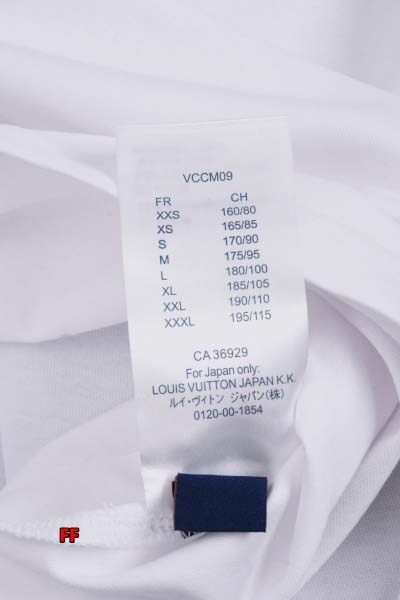 VCCM09
FR CH
XXS 160/80
XS 165/85
S 170/90
M 175/95
L 180/100
XL 185/105
XXL 190/110
XXXL 195/115
CA 36929
For Japan only:
LOUIS VUITTON JAPAN K.K.
ルイ・ヴィトン ジャパン(株)
0120-00-1854
FF